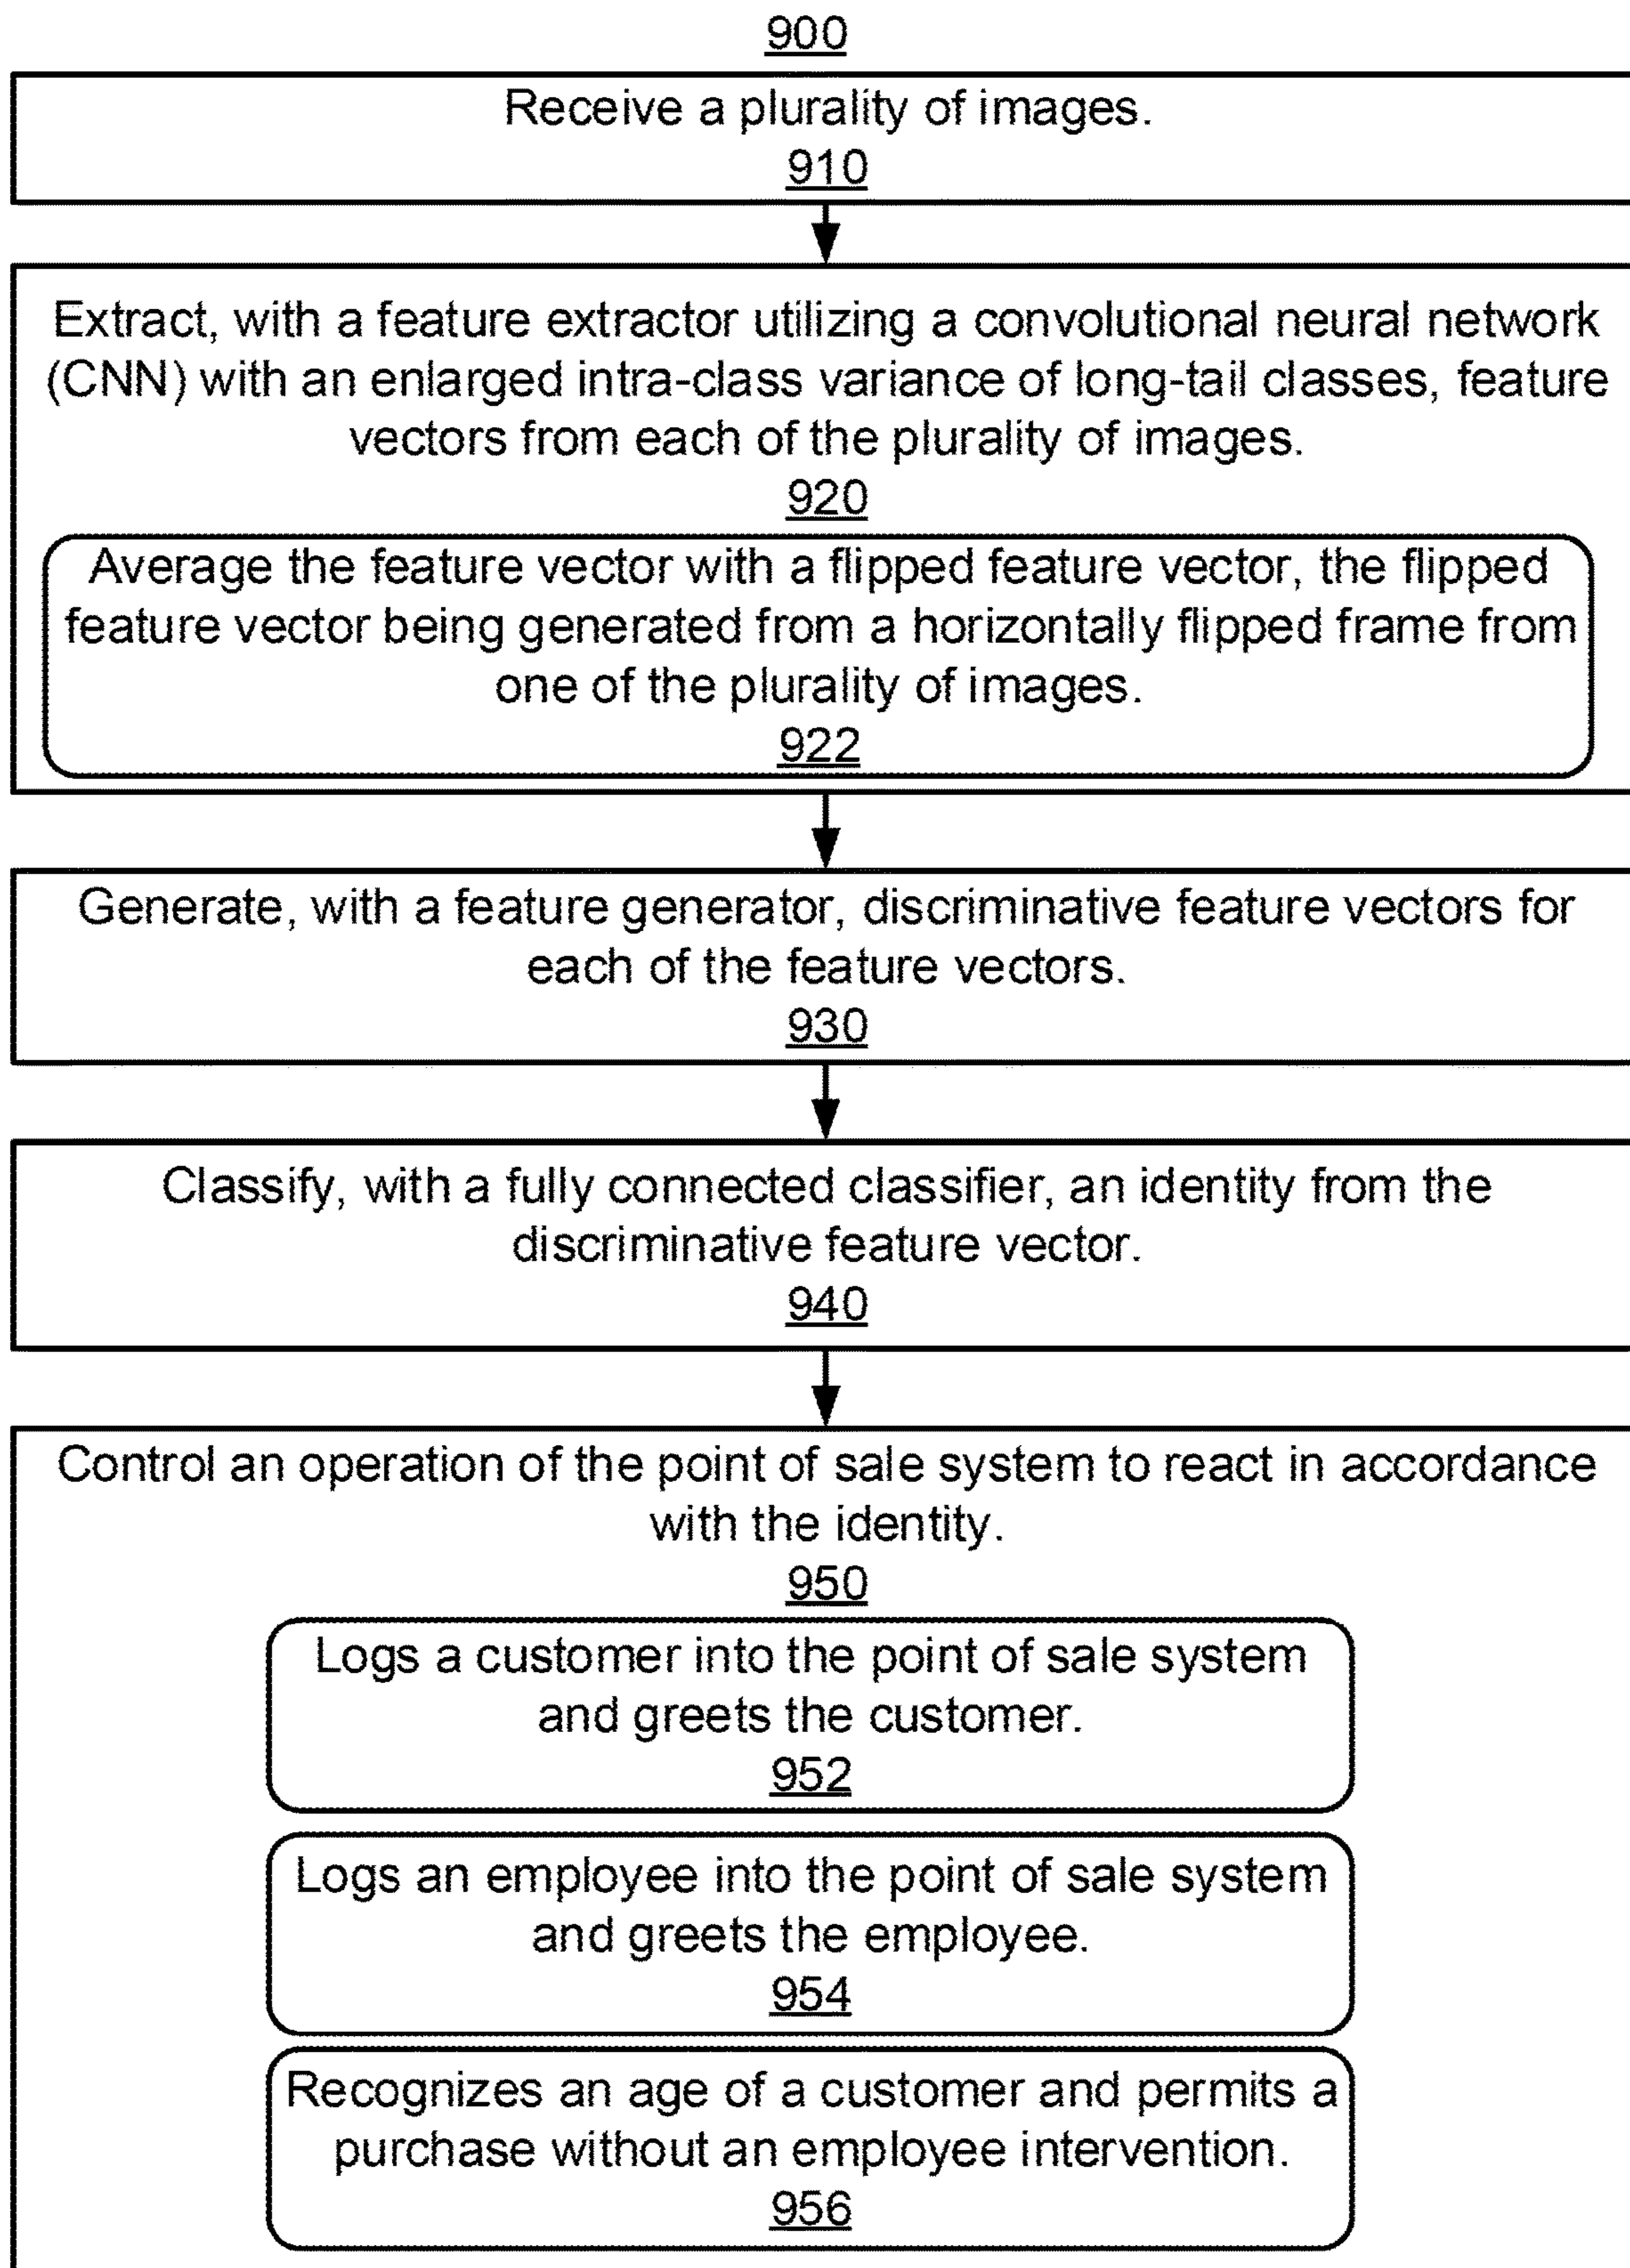 900
Receive a plurality of images.
910
Extract, with a feature extractor utilizing a convolutional neural network
(CNN) with an enlarged intra-class variance of long-tail classes, feature
vectors from each of the plurality of images.
920
Average the feature vector with a flipped feature vector, the flipped
feature vector being generated from a horizontally flipped frame from
one of the plurality of images.
922
Generate, with a feature generator, discriminative feature vectors for
each of the feature vectors.
930
Classify, with a fully connected classifier, an identity from the
discriminative feature vector.
940
Control an operation of the point of sale system to react in accordance
with the identity.
950
Logs a customer into the point of sale system
and greets the customer.
952
Logs an employee into the point of sale system
and greets the employee.
954
Recognizes an age of a customer and permits a
purchase without an employee intervention.
956